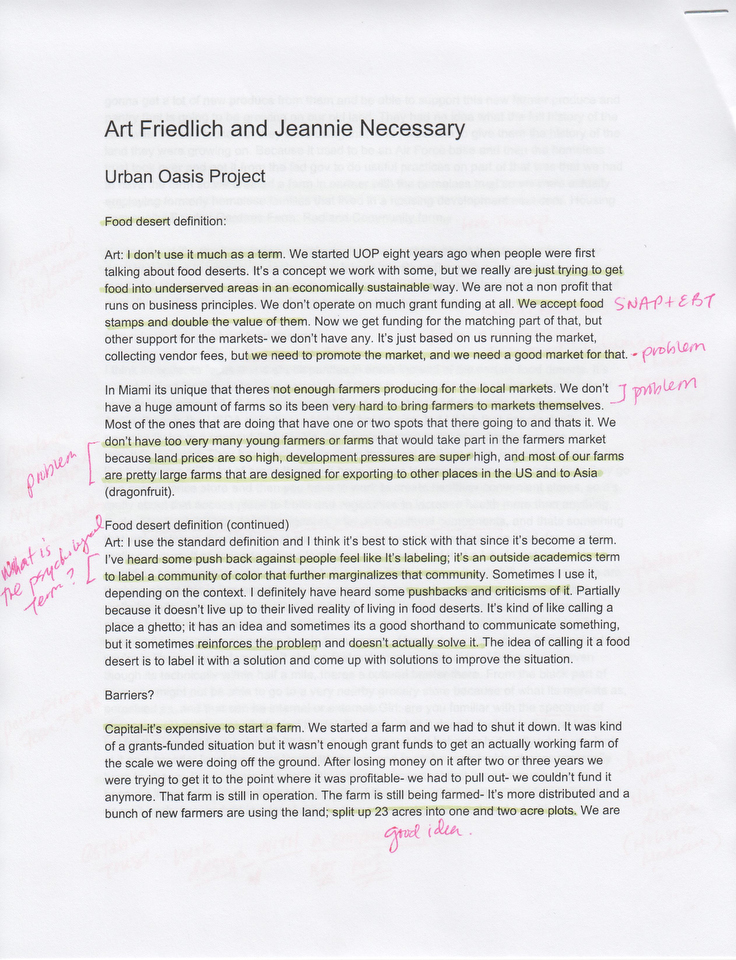 Art Friedlich and Jeannie Necessary
Urban Oasis Project
Food desert definition:
Art: I don't use it much as a term. We started UOP eight years ago when people were first
talking about food deserts. It's a concept we work with some, but we really are just trying to get
food into underserved areas in an economically sustainable way. We are not a non profit that
runs on business principles. We don't operate on much grant funding at all. We accept food
SNAP + EBT
stamps and double the value of them. Now we get funding for the matching part of that, but
other support for the markets- we don't have any. It's just based on us running the market,
collecting vendor fees, but we need to promote the market, and we need a good market for that.
- problem
In Miami its unique that theres not enough farmers producing for the local markets. We don't
have a huge amount of farms so its been very hard to bring farmers to markets themselves.
problem
Most of the ones that are doing that have one or two spots that there going to and thats it. We
don't have too very many young farmers or farms that would take part in the farmers market
because land prices are so high, development pressures are super high, and most of our farms
are pretty large farms that are designed for exporting to other places in the US and to Asia
(dragonfruit).
problem
Food desert definition (continued)
Art: I use the standard definition and I think it's best to stick with that since it's become a term.
I've heard some push back against people feel like It's labeling; it's an outside academics term
to label a community of color that further marginalizes that community. Sometimes I use it,
depending on the context. I definitely have heard some pushbacks and criticisms of it. Partially
because it doesn't live up to their lived reality of living in food deserts. It's kind of like calling a
place a ghetto; it has an idea and sometimes its a good shorthand to communicate something,
but it sometimes reinforces the problem and doesn't actually solve it. The idea of calling it a food
desert is to label it with a solution and come up with solutions to improve the situation.
What is
the psychological
term?
Barriers?
Capital-it's expensive to start a farm. We started a farm and we had to shut it down. It was kind
of a grants-funded situation but it wasn't enough grant funds to get an actually working farm of
the scale we were doing off the ground. After losing money on it after two or three years we
were trying to get it to the point where it was profitable- we had to pull out- we couldn't fund it
anymore. That farm is still in operation. The farm is still being farmed- It's more distributed and a
bunch of new farmers are using the land; split up 23 acres into one and two acre plots. We are
good idea.